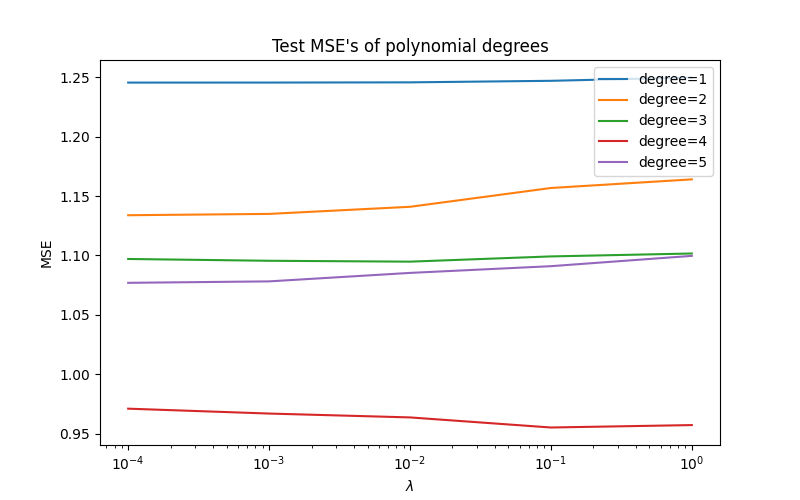 Test MSE's of polynomial degrees
1.25
1.20
1.15
1.10
1.05
1.00
0.95
MSE
degree=1
degree=2
degree=3
degree=4
degree=5
10⁻⁴ 10⁻³ 10⁻² 10⁻¹ 10⁰
λ